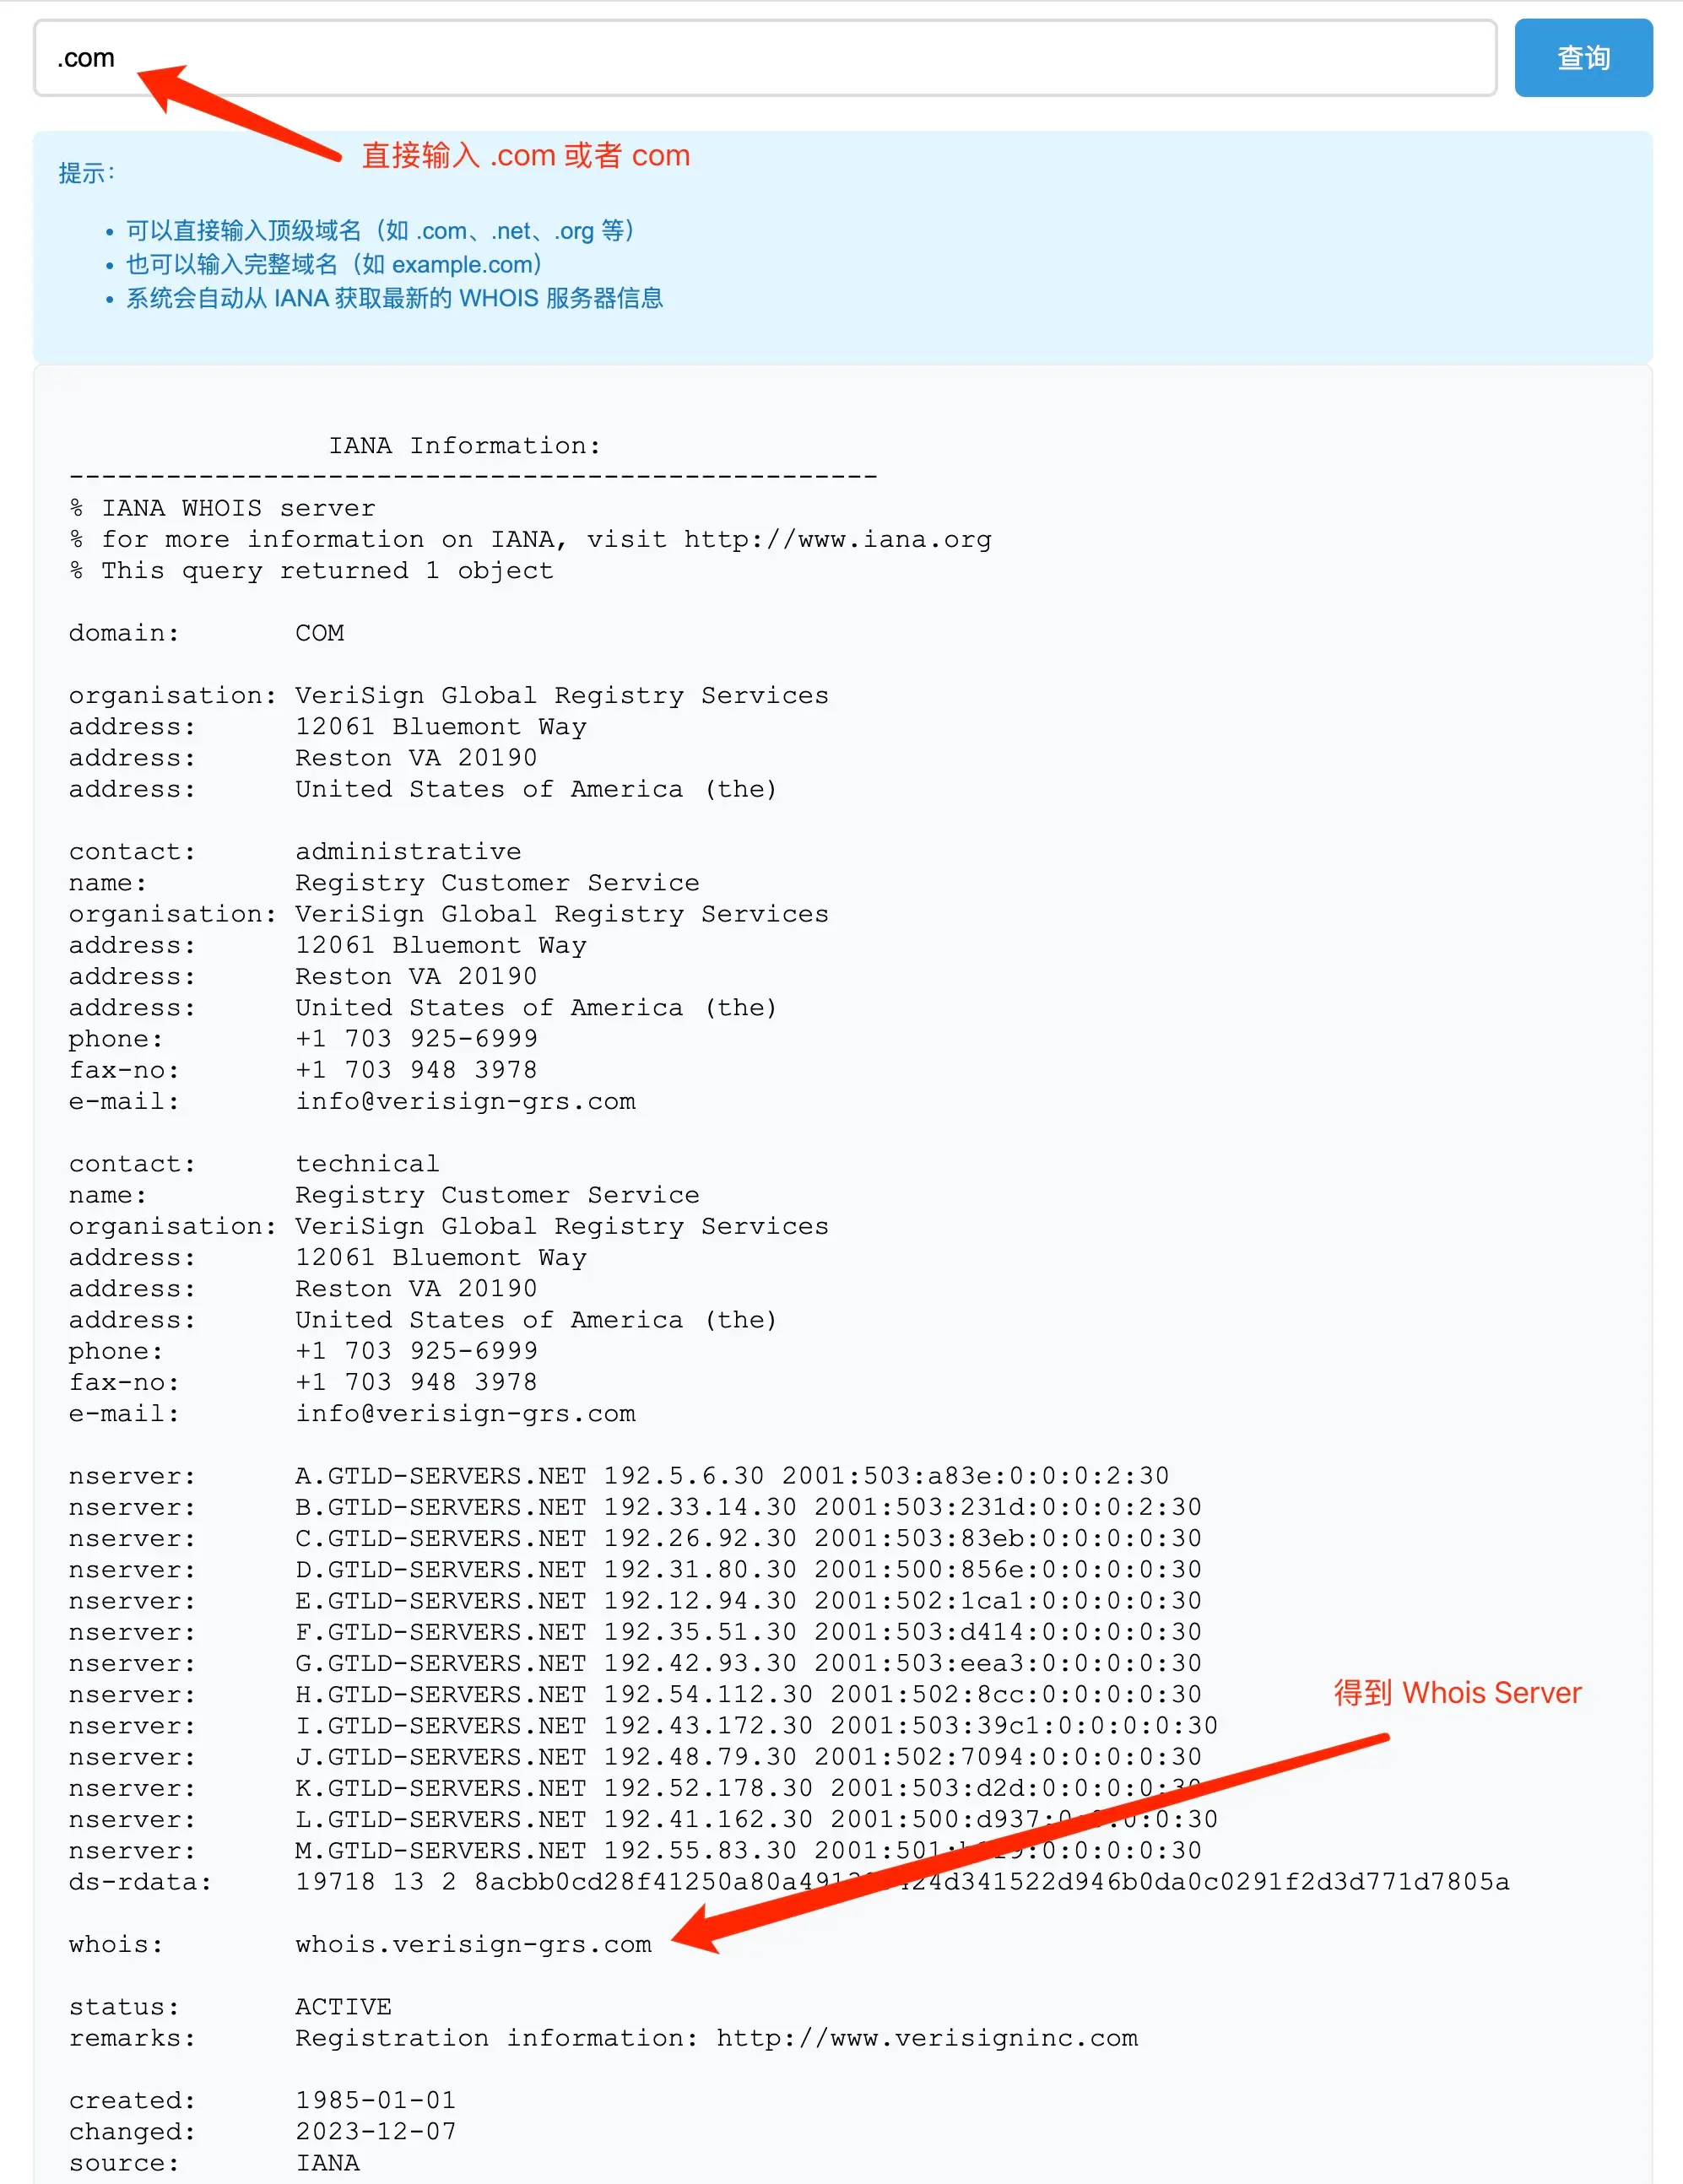 .com
查询
直接输入 .com 或者 com
提示：
• 可以直接输入顶级域名（如 .com、.net、.org 等）
• 也可以输入完整域名（如 example.com）
• 系统会自动从 IANA 获取最新的 WHOIS 服务器信息
IANA Information:
--------------------------------------------------
% IANA WHOIS server
% for more information on IANA, visit http://www.iana.org
% This query returned 1 object
domain: COM
organisation: VeriSign Global Registry Services
address: 12061 Bluemont Way
address: Reston VA 20190
address: United States of America (the)
contact: administrative
name: Registry Customer Service
organisation: VeriSign Global Registry Services
address: 12061 Bluemont Way
address: Reston VA 20190
address: United States of America (the)
phone: +1 703 925-6999
fax-no: +1 703 948 3978
e-mail: info@verisign-grs.com
contact: technical
name: Registry Customer Service
organisation: VeriSign Global Registry Services
address: 12061 Bluemont Way
address: Reston VA 20190
address: United States of America (the)
phone: +1 703 925-6999
fax-no: +1 703 948 3978
e-mail: info@verisign-grs.com
nserver: A.GTLD-SERVERS.NET 192.5.6.30 2001:503:a83e:0:0:0:2:30
nserver: B.GTLD-SERVERS.NET 192.33.14.30 2001:503:231d:0:0:0:2:30
nserver: C.GTLD-SERVERS.NET 192.26.92.30 2001:503:83eb:0:0:0:0:30
nserver: D.GTLD-SERVERS.NET 192.31.80.30 2001:500:856e:0:0:0:0:30
nserver: E.GTLD-SERVERS.NET 192.12.94.30 2001:502:1ca1:0:0:0:0:30
nserver: F.GTLD-SERVERS.NET 192.35.51.30 2001:503:d414:0:0:0:0:30
nserver: G.GTLD-SERVERS.NET 192.42.93.30 2001:503:eea3:0:0:0:0:30
nserver: H.GTLD-SERVERS.NET 192.54.112.30 2001:502:8cc:0:0:0:0:30
得到 Whois Server
nserver: I.GTLD-SERVERS.NET 192.43.172.30 2001:503:39c1:0:0:0:0:30
nserver: J.GTLD-SERVERS.NET 192.48.79.30 2001:502:7094:0:0:0:0:30
nserver: K.GTLD-SERVERS.NET 192.52.178.30 2001:503:d2d:0:0:0:0:30
nserver: L.GTLD-SERVERS.NET 192.41.162.30 2001:500:d937:0:0:0:0:30
nserver: M.GTLD-SERVERS.NET 192.55.83.30
ds-rdata: 19718 13 2
whois: whois.verisign-grs.com
status: ACTIVE
remarks: Registration information: http://www.verisigninc.com
created: 1985-01-01
changed: 2023-12-07
source: IANA